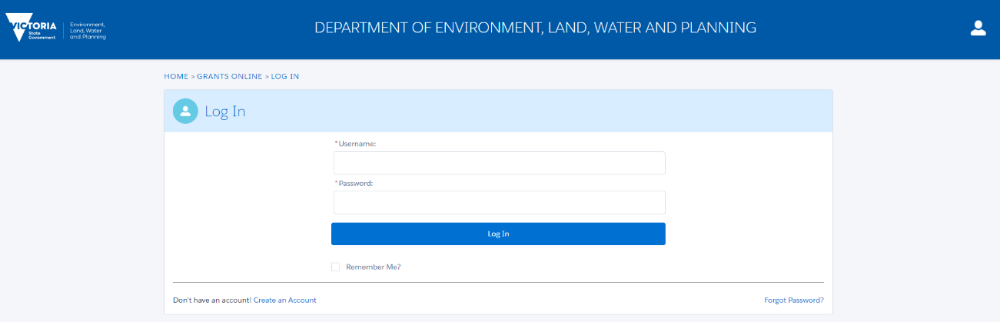 VICTORIA
State
Government
Environment,
Land, Water
and Planning
DEPARTMENT OF ENVIRONMENT, LAND, WATER AND PLANNING
HOME > GRANTS ONLINE > LOG IN
Log In
*Username:
*Password:
Log In
Remember Me?
Don't have an account! Create an Account
Forgot Password?